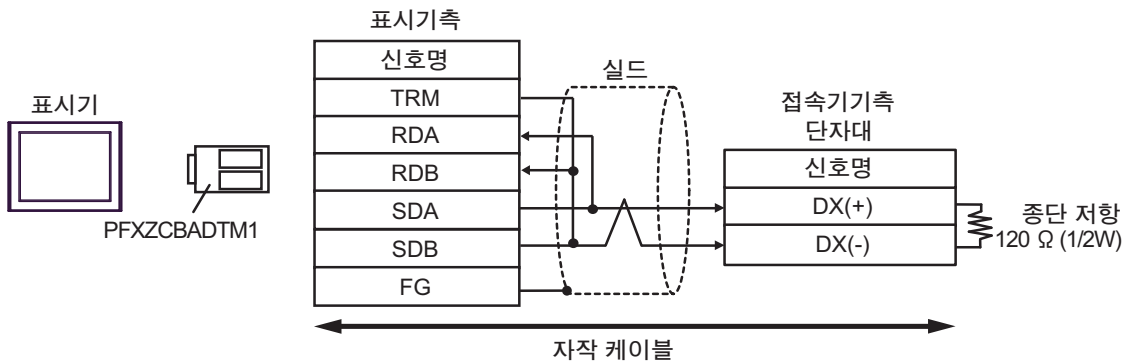 표시기
PFXZCBADTM1
표시기측
신호명
TRM
RDA
RDB
SDA
SDB
FG
실드
접속기기측
단자대
신호명
DX(+)
DX(-)
종단 저항
120 Ω (1/2W)
자작 케이블